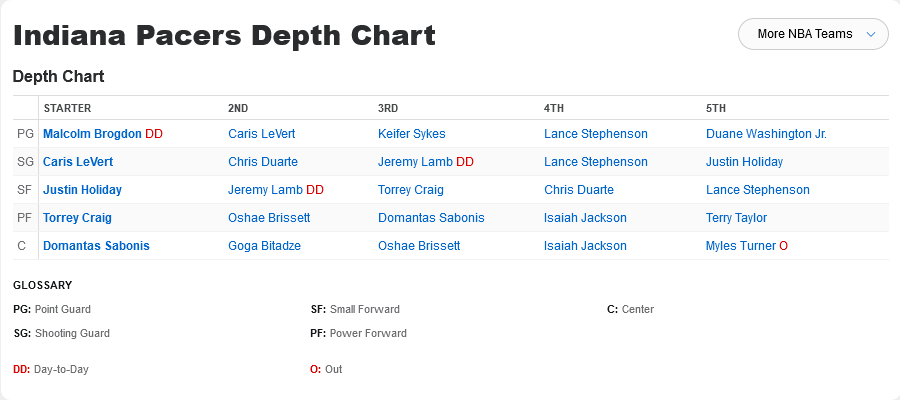 Indiana Pacers Depth Chart
More NBA Teams
Depth Chart
STARTER 2ND 3RD 4TH 5TH
PG Malcolm Brogdon DD Caris LeVert Keifer Sykes Lance Stephenson Duane Washington Jr.
SG Caris LeVert Chris Duarte Jeremy Lamb DD Lance Stephenson Justin Holiday
SF Justin Holiday Jeremy Lamb DD Torrey Craig Chris Duarte Lance Stephenson
PF Torrey Craig Oshae Brissett Domantas Sabonis Isaiah Jackson Terry Taylor
C Domantas Sabonis Goga Bitadze Oshae Brissett Isaiah Jackson Myles Turner O
GLOSSARY
PG: Point Guard SF: Small Forward C: Center
SG: Shooting Guard PF: Power Forward
DD: Day-to-Day O: Out